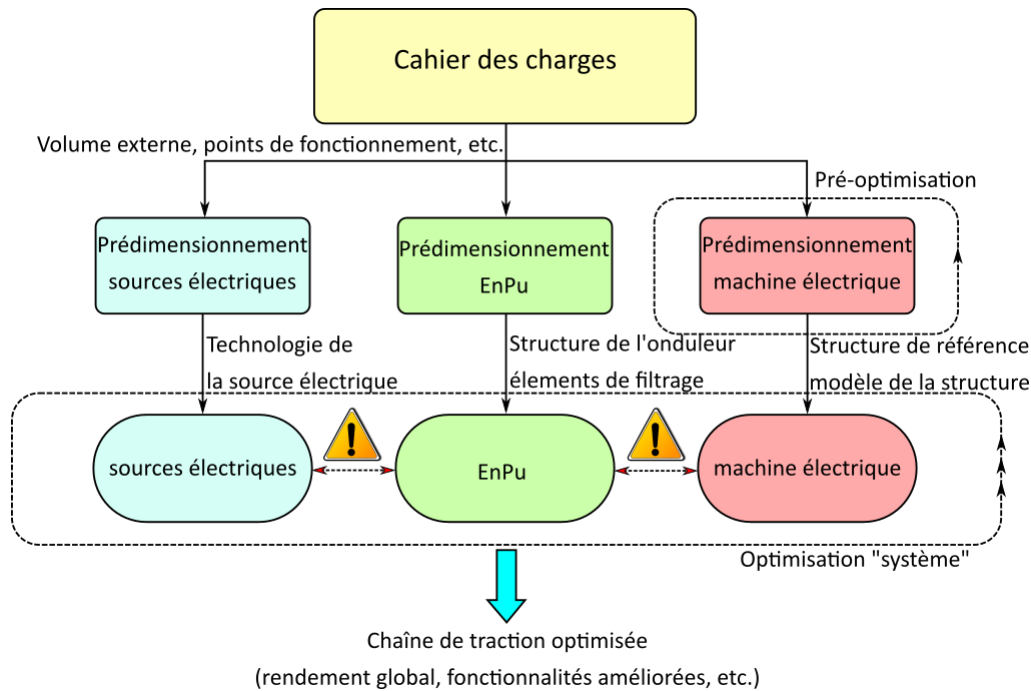 Cahier des charges
Volume externe, points de fonctionnement, etc.
Pré-optimisation
Prédimensionnement
sources électriques
Prédimensionnement
EnPu
Prédimensionnement
machine électrique
Technologie de
la source électrique
Structure de l'onduleur
élements de filtrage
Structure de référence
modèle de la structure
!
!
sources électriques
EnPu
machine électrique
Optimisation "système"
Chaîne de traction optimisée
(rendement global, fonctionnalités améliorées, etc.)